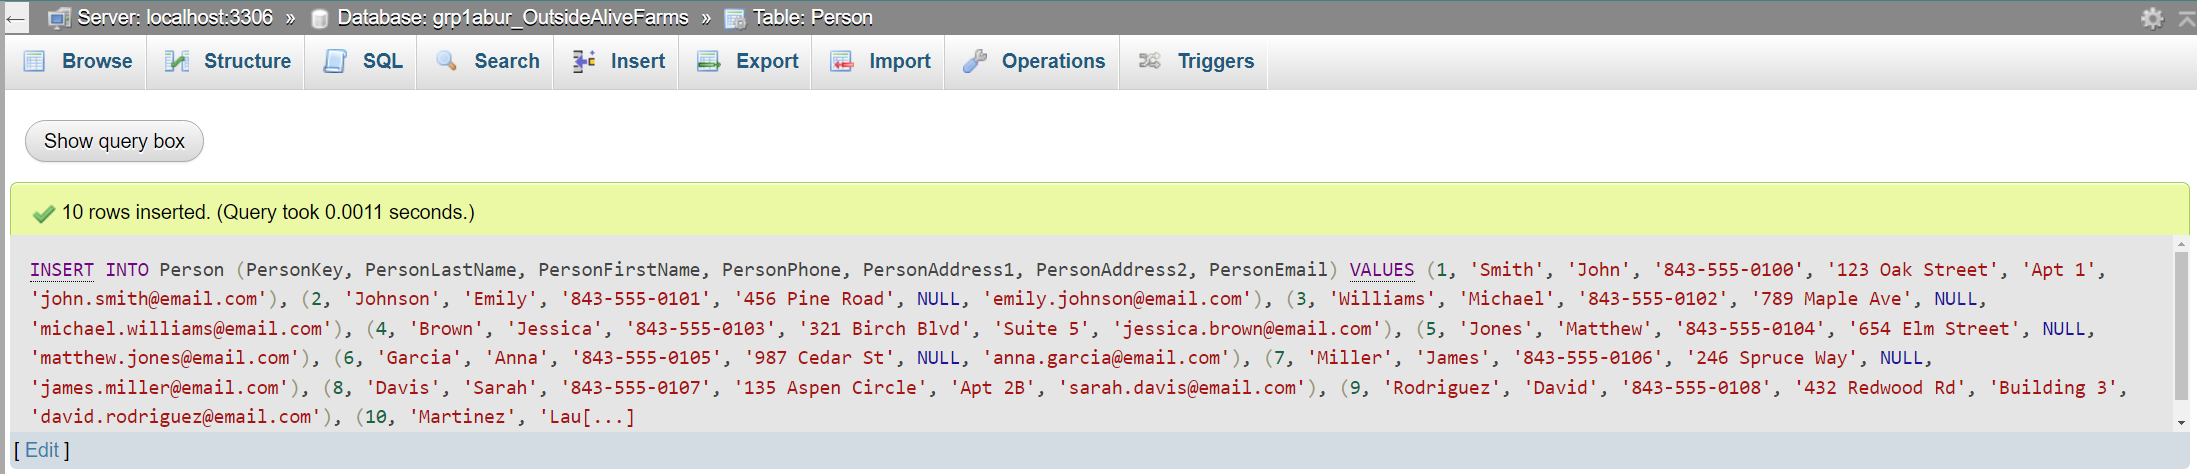 Server: localhost:3306 » Database: grp1abur_OutsideAliveFarms » Table: Person
Browse Structure SQL Search Insert Export Import Operations Triggers
Show query box
10 rows inserted. (Query took 0.0011 seconds.)
INSERT INTO Person (PersonKey, PersonLastName, PersonFirstName, PersonPhone, PersonAddress1, PersonAddress2, PersonEmail) VALUES (1, 'Smith', 'John', '843-555-0100', '123 Oak Street', 'Apt 1',
'john.smith@email.com'), (2, 'Johnson', 'Emily', '843-555-0101', '456 Pine Road', NULL, 'emily.johnson@email.com'), (3, 'Williams', 'Michael', '843-555-0102', '789 Maple Ave', NULL,
'michael.williams@email.com'), (4, 'Brown', 'Jessica', '843-555-0103', '321 Birch Blvd', 'Suite 5', 'jessica.brown@email.com'), (5, 'Jones', 'Matthew', '843-555-0104', '654 Elm Street', NULL,
'matthew.jones@email.com'), (6, 'Garcia', 'Anna', '843-555-0105', '987 Cedar St', NULL, 'anna.garcia@email.com'), (7, 'Miller', 'James', '843-555-0106', '246 Spruce Way', NULL,
'james.miller@email.com'), (8, 'Davis', 'Sarah', '843-555-0107', '135 Aspen Circle', 'Apt 2B', 'sarah.davis@email.com'), (9, 'Rodriguez', 'David', '843-555-0108', '432 Redwood Rd', 'Building 3',
'david.rodriguez@email.com'), (10, 'Martinez', 'Lau[...]
[ Edit ]